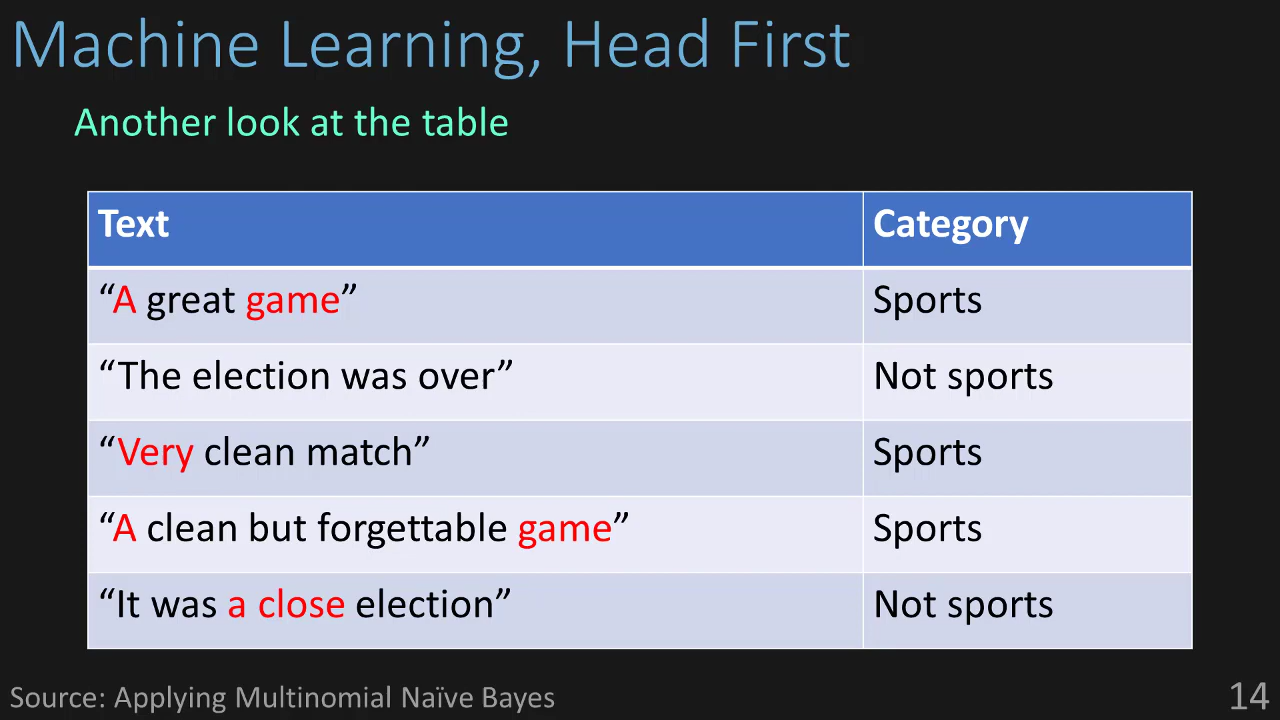 Machine Learning, Head First
Another look at the table
Text Category
“A great game” Sports
“The election was over” Not sports
“Very clean match” Sports
“A clean but forgettable game” Sports
“It was a close election” Not sports
Source: Applying Multinomial Naïve Bayes 14